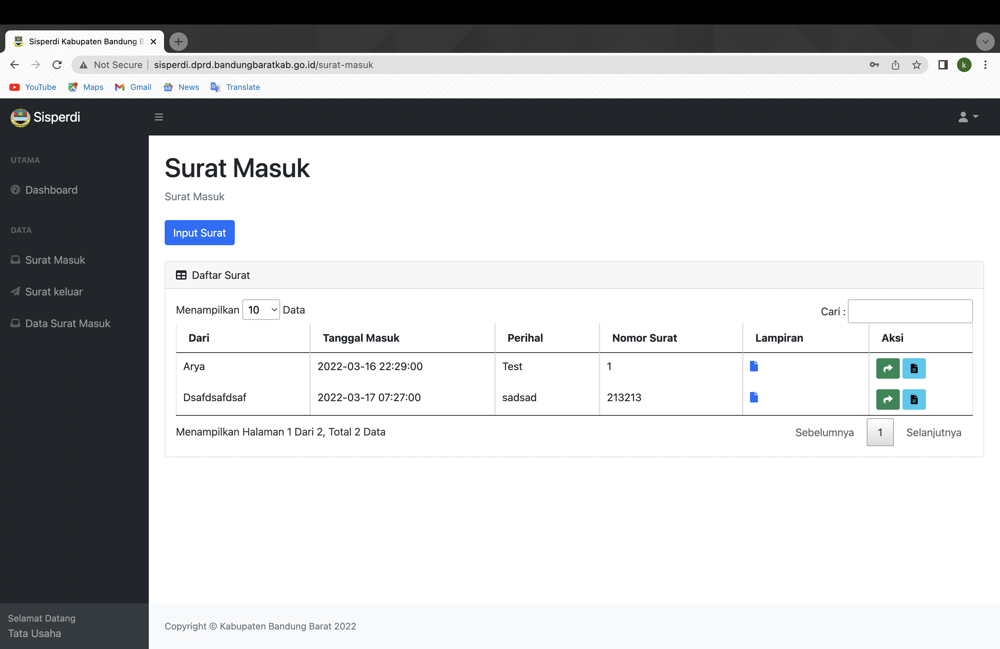 Sisperdi Kabupaten Bandung B
Not Secure sisperdi.dprd.bandungbaratkab.go.id/surat-masuk k
YouTube Maps Gmail News Translate
Sisperdi
UTAMA
Dashboard
DATA
Surat Masuk
Surat keluar
Data Surat Masuk
Selamat Datang
Tata Usaha
Surat Masuk
Surat Masuk
Input Surat
Daftar Surat
Menampilkan 10 Data Cari :
Dari Tanggal Masuk Perihal Nomor Surat Lampiran Aksi
Arya 2022-03-16 22:29:00 Test 1
Dsafdsafdsaf 2022-03-17 07:27:00 sadsad 213213
Menampilkan Halaman 1 Dari 2, Total 2 Data Sebelumnya 1 Selanjutnya
Copyright © Kabupaten Bandung Barat 2022